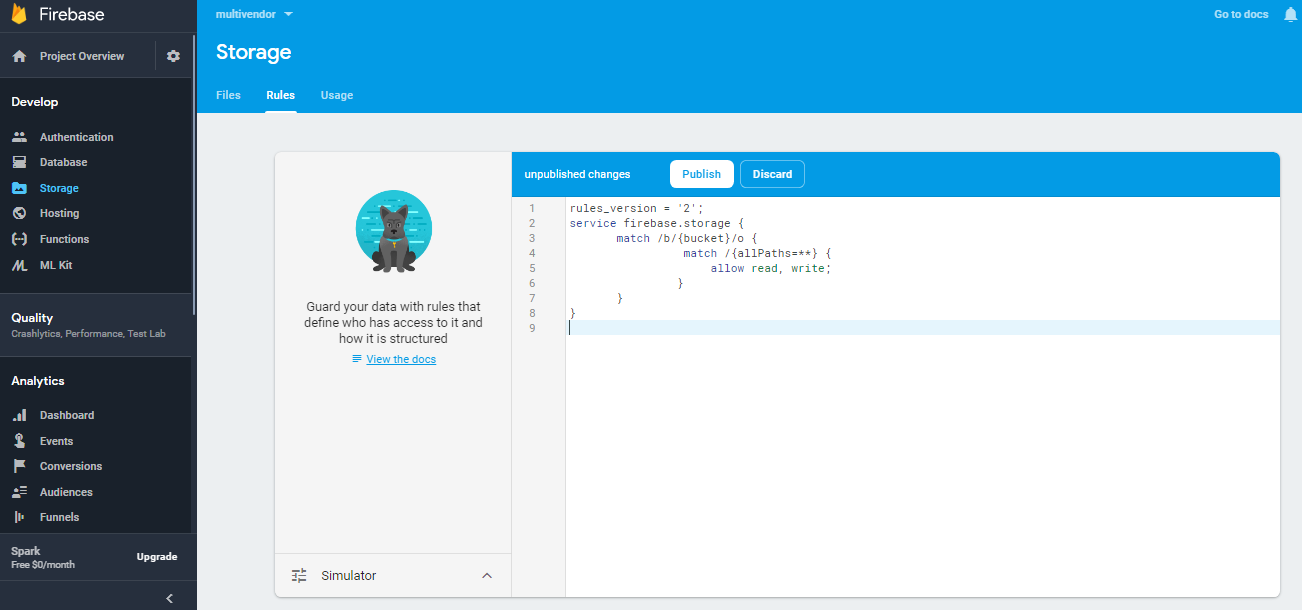 Firebase
Project Overview
Develop
Authentication
Database
Storage
Hosting
Functions
ML Kit
Quality
Crashlytics, Performance, Test Lab
Analytics
Dashboard
Events
Conversions
Audiences
Funnels
Spark
Free $0/month
Upgrade
multivendor
Go to docs
Storage
Files Rules Usage
Guard your data with rules that
define who has access to it and
how it is structured
View the docs
Simulator
unpublished changes Publish Discard
1 rules_version = '2';
2 service firebase.storage {
3 match /b/{bucket}/o {
4 match /{allPaths=**} {
5 allow read, write;
6 }
7 }
8 }
9